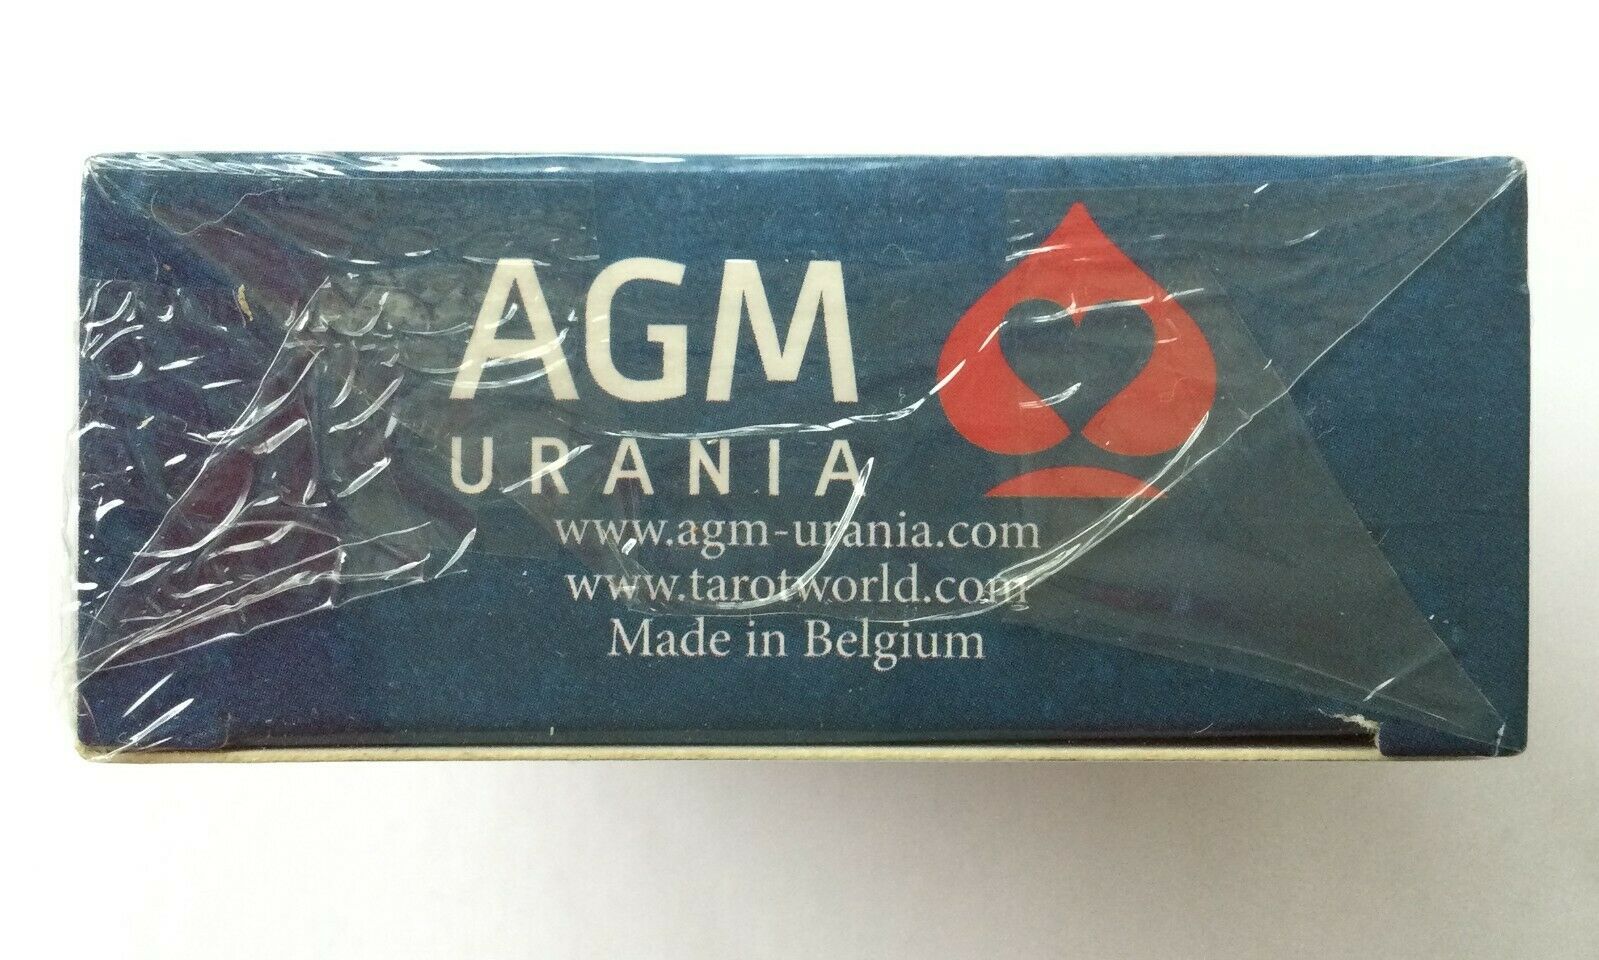 AGM
URANIA
www.agm-urania.com
www.tarotworld.com
Made in Belgium